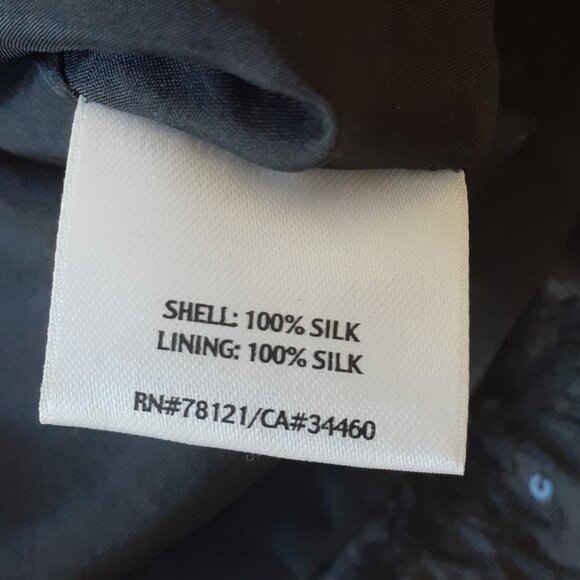 SHELL: 100% SILK
LINING: 100% SILK
RN#78121/CA#34460